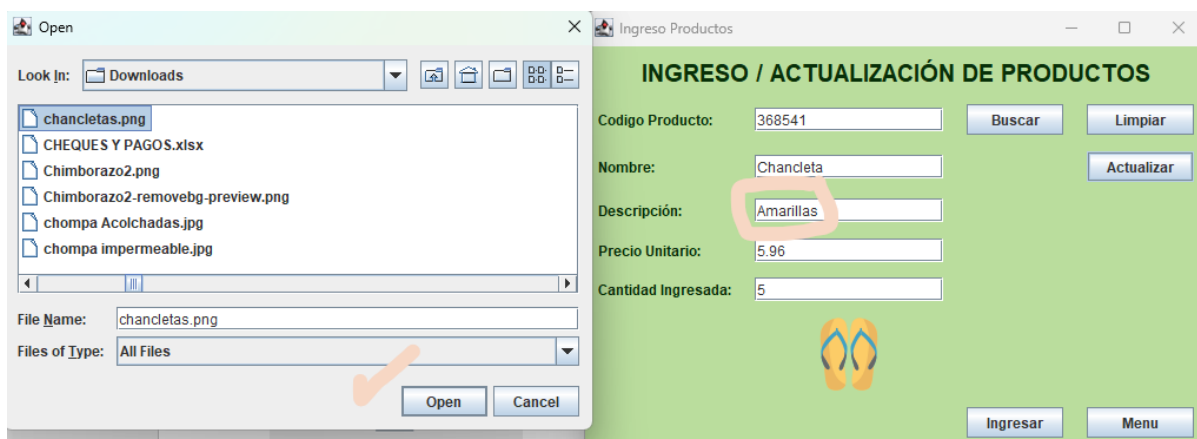 Open
Look In: Downloads
chancletas.png
CHEQUES Y PAGOS.xlsx
Chimborazo2.png
Chimborazo2-removebg-preview.png
chompa Acolchadas.jpg
chompa impermeable.jpg
File Name: chancletas.png
Files of Type: All Files
Open Cancel
Ingreso Productos
INGRESO / ACTUALIZACIÓN DE PRODUCTOS
Codigo Producto: 368541 Buscar Limpiar
Nombre: Chancleta Actualizar
Descripción: Amarillas
Precio Unitario: 5.96
Cantidad Ingresada: 5
Ingresar Menu